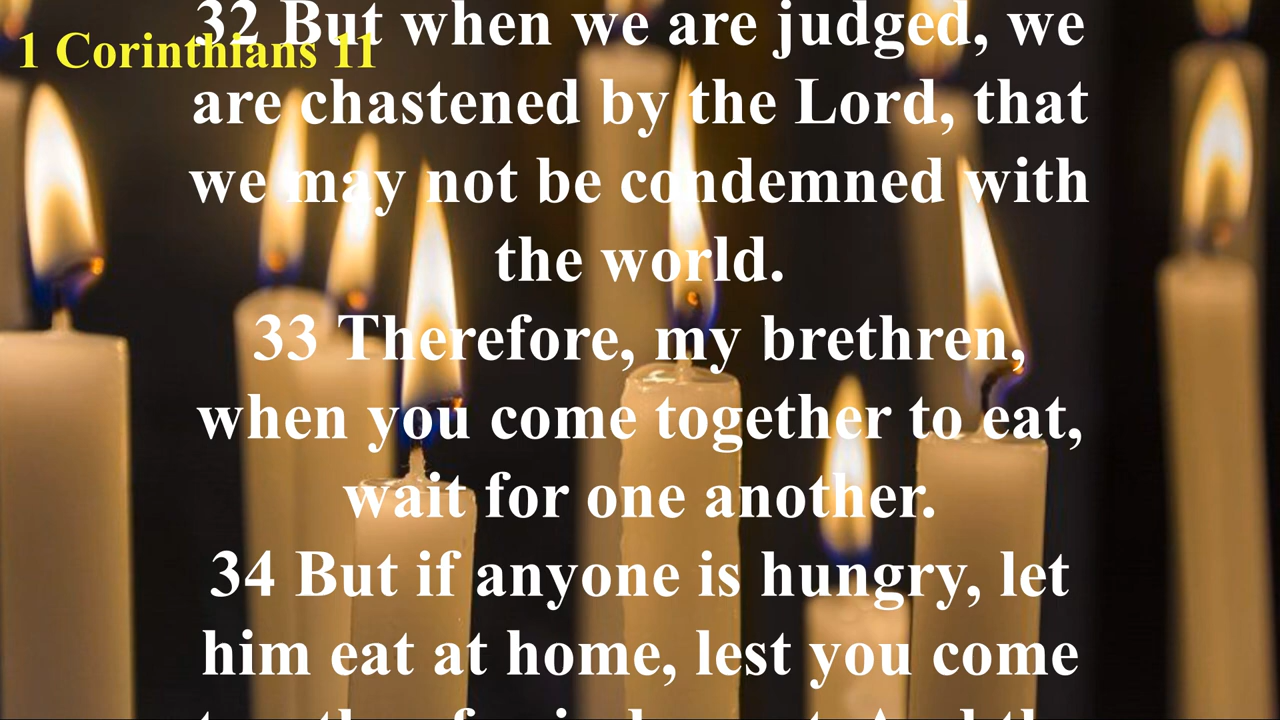 1 Corinthians 11
32 But when we are judged, we
are chastened by the Lord, that
we may not be condemned with
the world.
33 Therefore, my brethren,
when you come together to eat,
wait for one another.
34 But if anyone is hungry, let
him eat at home, lest you come